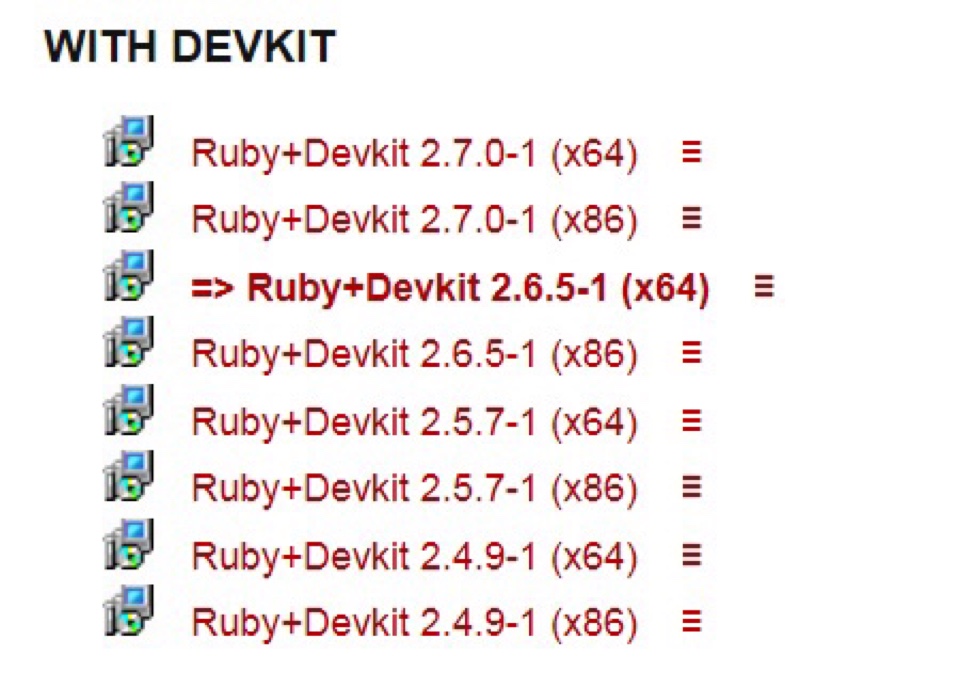 WITH DEVKIT
Ruby+Devkit 2.7.0-1 (x64) ≡
Ruby+Devkit 2.7.0-1 (x86) ≡
=> Ruby+Devkit 2.6.5-1 (x64) ≡
Ruby+Devkit 2.6.5-1 (x86) ≡
Ruby+Devkit 2.5.7-1 (x64) ≡
Ruby+Devkit 2.5.7-1 (x86) ≡
Ruby+Devkit 2.4.9-1 (x64) ≡
Ruby+Devkit 2.4.9-1 (x86) ≡